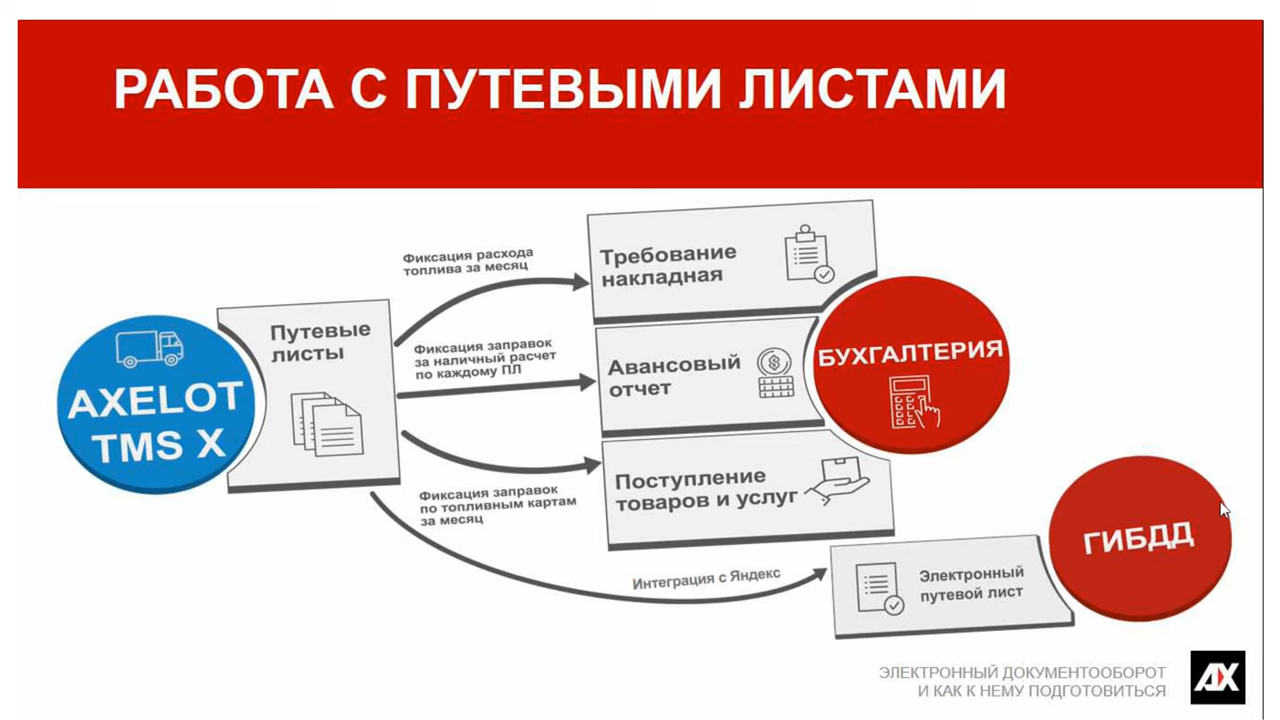 РАБОТА С ПУТЕВЫМИ ЛИСТАМИ
AXELOT
TMS X
Путевые
листы
Фиксация расхода
топлива за месяц
Фиксация заправок
за наличный расчет
по каждому ПЛ
Фиксация заправок
по топливным картам
за месяц
Интеграция с Яндекс
Требование
накладная
Авансовый
отчет
Поступление
товаров и услуг
БУХГАЛТЕРИЯ
Электронный
путевой лист
ГИБДД
ЭЛЕКТРОННЫЙ ДОКУМЕНТООБОРОТ
И КАК К НЕМУ ПОДГОТОВИТЬСЯ
AX